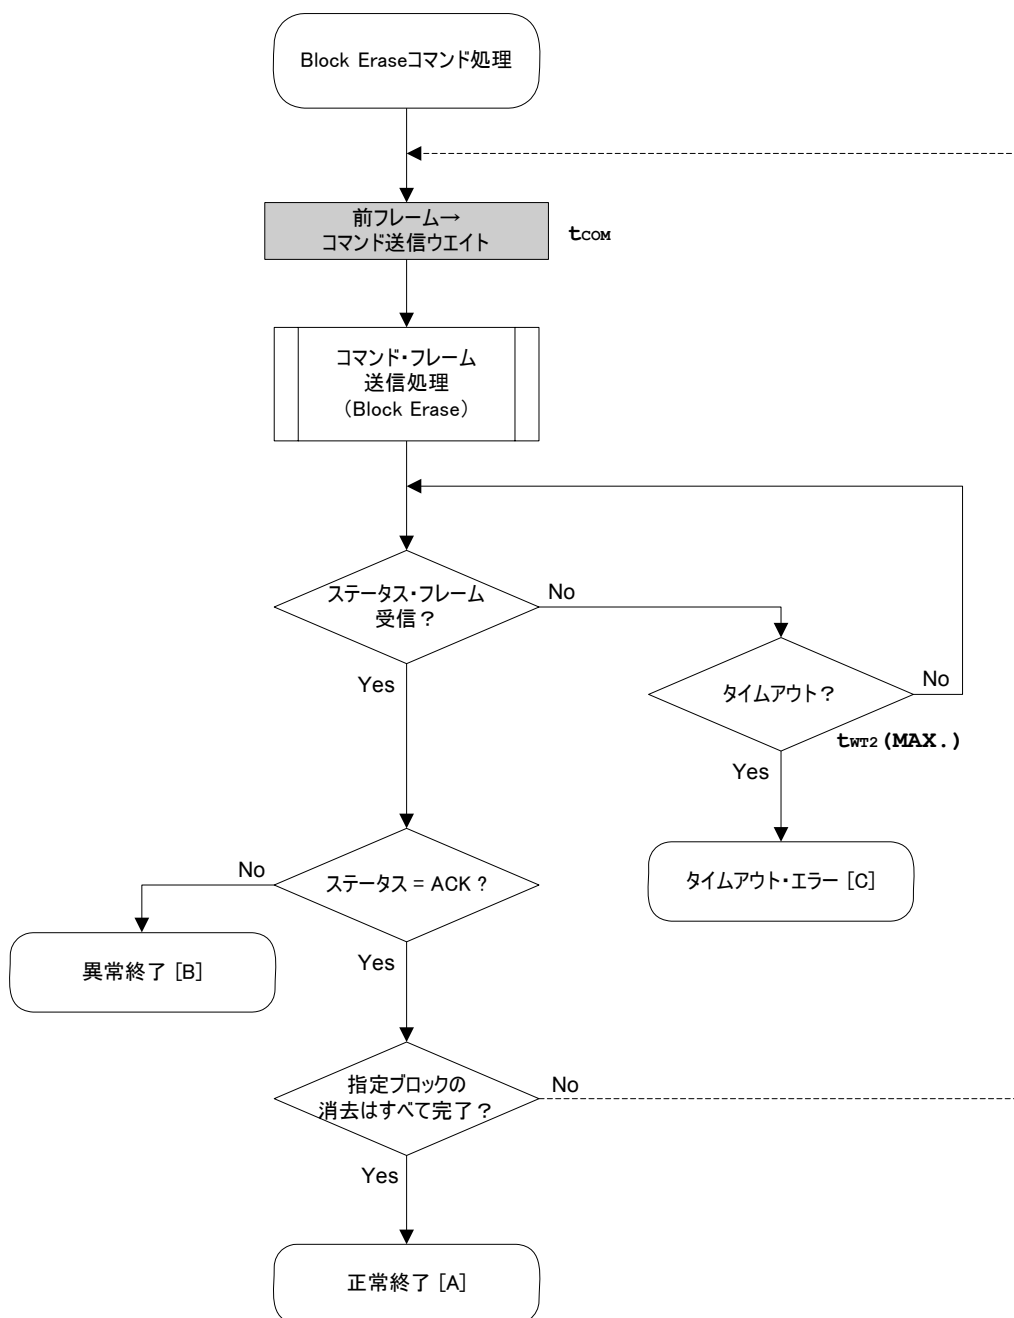 Block Eraseコマンド処理
前フレーム→
コマンド送信ウエイト
tCOM
コマンド・フレーム
送信処理
（Block Erase）
ステータス・フレーム
受信？
No
Yes
タイムアウト？
No
tWT2(MAX.)
Yes
タイムアウト・エラー [C]
ステータス = ACK ?
No
異常終了 [B]
Yes
指定ブロックの
消去はすべて完了？
No
Yes
正常終了 [A]